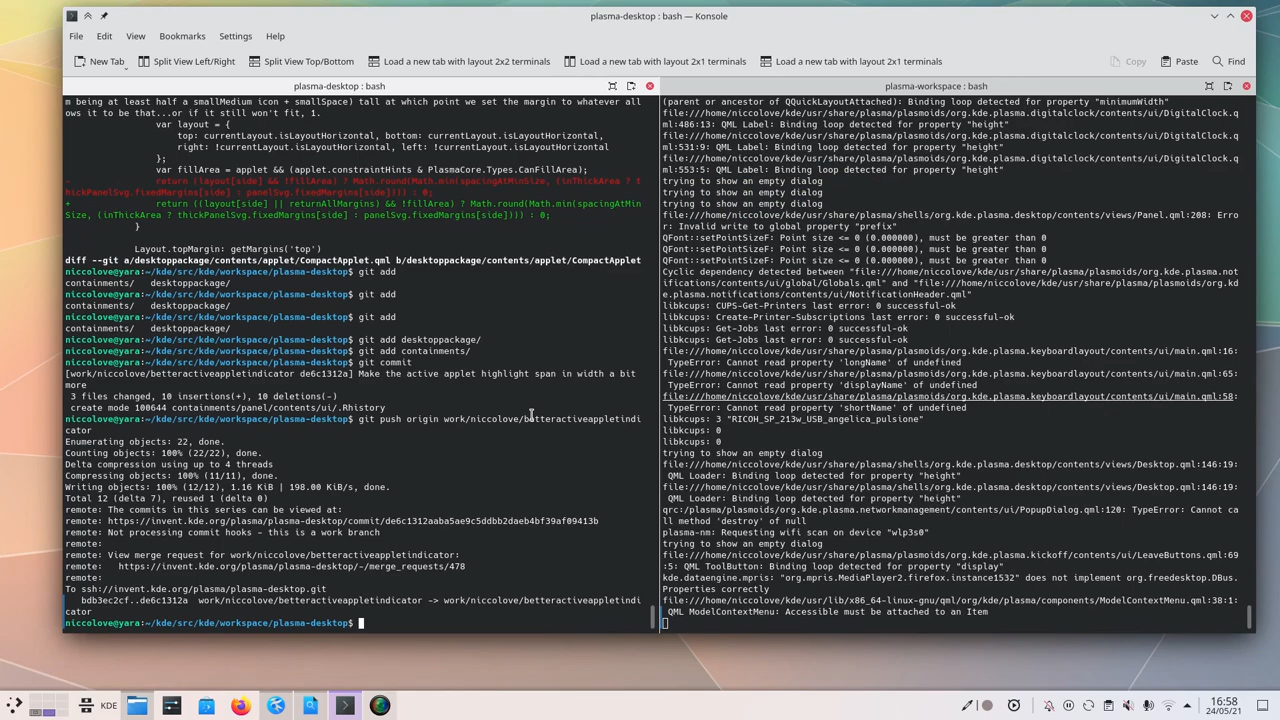 plasma-desktop : bash — Konsole
File Edit View Bookmarks Settings Help
New Tab Split View Left/Right Split View Top/Bottom Load a new tab with layout 2x2 terminals Load a new tab with layout 2x1 terminals Load a new tab with layout 1x2 terminals Copy Paste Find
plasma-desktop : bash
m being at least half a smallMedium icon + smallSpace) tall at which point we set the margin to whatever all
ows it to be that...or if it still won't fit, 1.
var layout = {
top: currentLayout.isLayoutHorizontal, bottom: currentLayout.isLayoutHorizontal,
right: !currentLayout.isLayoutHorizontal, left: !currentLayout.isLayoutHorizontal
};
var fillArea = applet && (applet.constraintHints & PlasmaCore.Types.CanFillArea);
- return (layout[side] && !fillArea) ? Math.round(Math.min(spacingAtMinSize, (inThickArea ? t
hickPanelSvg.fixedMargins[side] : panelSvg.fixedMargins[side]))) : 0;
+ return ((layout[side] || returnAllMargins) && !fillArea) ? Math.round(Math.min(spacingAtMin
Size, (inThickArea ? thickPanelSvg.fixedMargins[side] : panelSvg.fixedMargins[side]))) : 0;
}
Layout.topMargin: getMargins('top')
diff --git a/desktoppackage/contents/applet/CompactApplet.qml b/desktoppackage/contents/applet/CompactApplet
niccolove@yara:~/kde/src/kde/workspace/plasma-desktop$ git add
containments/ desktoppackage/
niccolove@yara:~/kde/src/kde/workspace/plasma-desktop$ git add
containments/ desktoppackage/
niccolove@yara:~/kde/src/kde/workspace/plasma-desktop$ git add
containments/ desktoppackage/
niccolove@yara:~/kde/src/kde/workspace/plasma-desktop$ git add desktoppackage/
niccolove@yara:~/kde/src/kde/workspace/plasma-desktop$ git add containments/
niccolove@yara:~/kde/src/kde/workspace/plasma-desktop$ git commit
[work/niccolove/betteractiveappletindicator de6c1312a] Make the active applet highlight span in width a bit
more
3 files changed, 10 insertions(+), 10 deletions(-)
create mode 100644 containments/panel/contents/ui/.Rhistory
niccolove@yara:~/kde/src/kde/workspace/plasma-desktop$ git push origin work/niccolove/betteractiveappletindi
cator
Enumerating objects: 22, done.
Counting objects: 100% (22/22), done.
Delta compression using up to 4 threads
Compressing objects: 100% (11/11), done.
Writing objects: 100% (12/12), 1.16 KiB | 198.00 KiB/s, done.
Total 12 (delta 7), reused 1 (delta 0)
remote: The commits in this series can be viewed at:
remote: https://invent.kde.org/plasma/plasma-desktop/commit/de6c1312aaba5ae9c5ddbb2daeb4bf39af09413b
remote: Not processing commit hooks - this is a work branch
remote:
remote: View merge request for work/niccolove/betteractiveappletindicator:
remote: https://invent.kde.org/plasma/plasma-desktop/-/merge_requests/478
remote:
To ssh://invent.kde.org/plasma/plasma-desktop.git
bdb3ec2cf..de6c1312a work/niccolove/betteractiveappletindicator -> work/niccolove/betteractiveappletindi
cator
niccolove@yara:~/kde/src/kde/workspace/plasma-desktop$
plasma-workspace : bash
(parent or ancestor of QQuickLayoutAttached): Binding loop detected for property "minimumWidth"
file:///home/niccolove/kde/usr/share/plasma/plasmoids/org.kde.plasma.digitalclock/contents/ui/DigitalClock.q
ml:486:13: QML Label: Binding loop detected for property "height"
file:///home/niccolove/kde/usr/share/plasma/plasmoids/org.kde.plasma.digitalclock/contents/ui/DigitalClock.q
ml:531:9: QML Label: Binding loop detected for property "height"
file:///home/niccolove/kde/usr/share/plasma/plasmoids/org.kde.plasma.digitalclock/contents/ui/DigitalClock.q
ml:553:5: QML Label: Binding loop detected for property "height"
trying to show an empty dialog
trying to show an empty dialog
trying to show an empty dialog
file:///home/niccolove/kde/usr/share/plasma/shells/org.kde.plasma.desktop/contents/views/Panel.qml:208: Erro
r: Invalid write to global property "prefix"
QFont::setPointSizeF: Point size <= 0 (0.000000), must be greater than 0
QFont::setPointSizeF: Point size <= 0 (0.000000), must be greater than 0
QFont::setPointSizeF: Point size <= 0 (0.000000), must be greater than 0
Cyclic dependency detected between "file:///home/niccolove/kde/usr/share/plasma/plasmoids/org.kde.plasma.not
ifications/contents/ui/global/Globals.qml" and "file:///home/niccolove/kde/usr/share/plasma/plasmoids/org.kd
e.plasma.notifications/contents/ui/NotificationHeader.qml"
libkcups: CUPS-Get-Printers last error: 0 successful-ok
libkcups: Create-Printer-Subscriptions last error: 0 successful-ok
libkcups: Get-Jobs last error: 0 successful-ok
libkcups: Get-Jobs last error: 0 successful-ok
file:///home/niccolove/kde/usr/share/plasma/plasmoids/org.kde.plasma.keyboardlayout/contents/ui/main.qml:16:
TypeError: Cannot read property 'longName' of undefined
file:///home/niccolove/kde/usr/share/plasma/plasmoids/org.kde.plasma.keyboardlayout/contents/ui/main.qml:65:
TypeError: Cannot read property 'displayName' of undefined
file:///home/niccolove/kde/usr/share/plasma/plasmoids/org.kde.plasma.keyboardlayout/contents/ui/main.qml:58:
TypeError: Cannot read property 'shortName' of undefined
libkcups: 3 "RICOH_SP_213w_USB_angelica_pulsione"
libkcups: 0
libkcups: 0
trying to show an empty dialog
file:///home/niccolove/kde/usr/share/plasma/shells/org.kde.plasma.desktop/contents/views/Desktop.qml:146:19:
QML Loader: Binding loop detected for property "height"
file:///home/niccolove/kde/usr/share/plasma/shells/org.kde.plasma.desktop/contents/views/Desktop.qml:146:19:
QML Loader: Binding loop detected for property "height"
qrc:/plasma/plasmoids/org.kde.plasma.networkmanagement/contents/ui/PopupDialog.qml:120: TypeError: Cannot ca
ll method 'destroy' of null
plasma-nm: Requesting wifi scan on device "wlp3s0"
trying to show an empty dialog
file:///home/niccolove/kde/usr/share/plasma/plasmoids/org.kde.plasma.kickoff/contents/ui/LeaveButtons.qml:69
:5: QML ToolButton: Binding loop detected for property "display"
kde.dataengine.mpris: "org.mpris.MediaPlayer2.firefox.instance1532" does not implement org.freedesktop.DBus.
Properties correctly
file:///home/niccolove/kde/usr/lib/x86_64-linux-gnu/qml/org/kde/plasma/components/ModelContextMenu.qml:38:1:
QML ModelContextMenu: Accessible must be attached to an Item
KDE
16:58
24/05/21